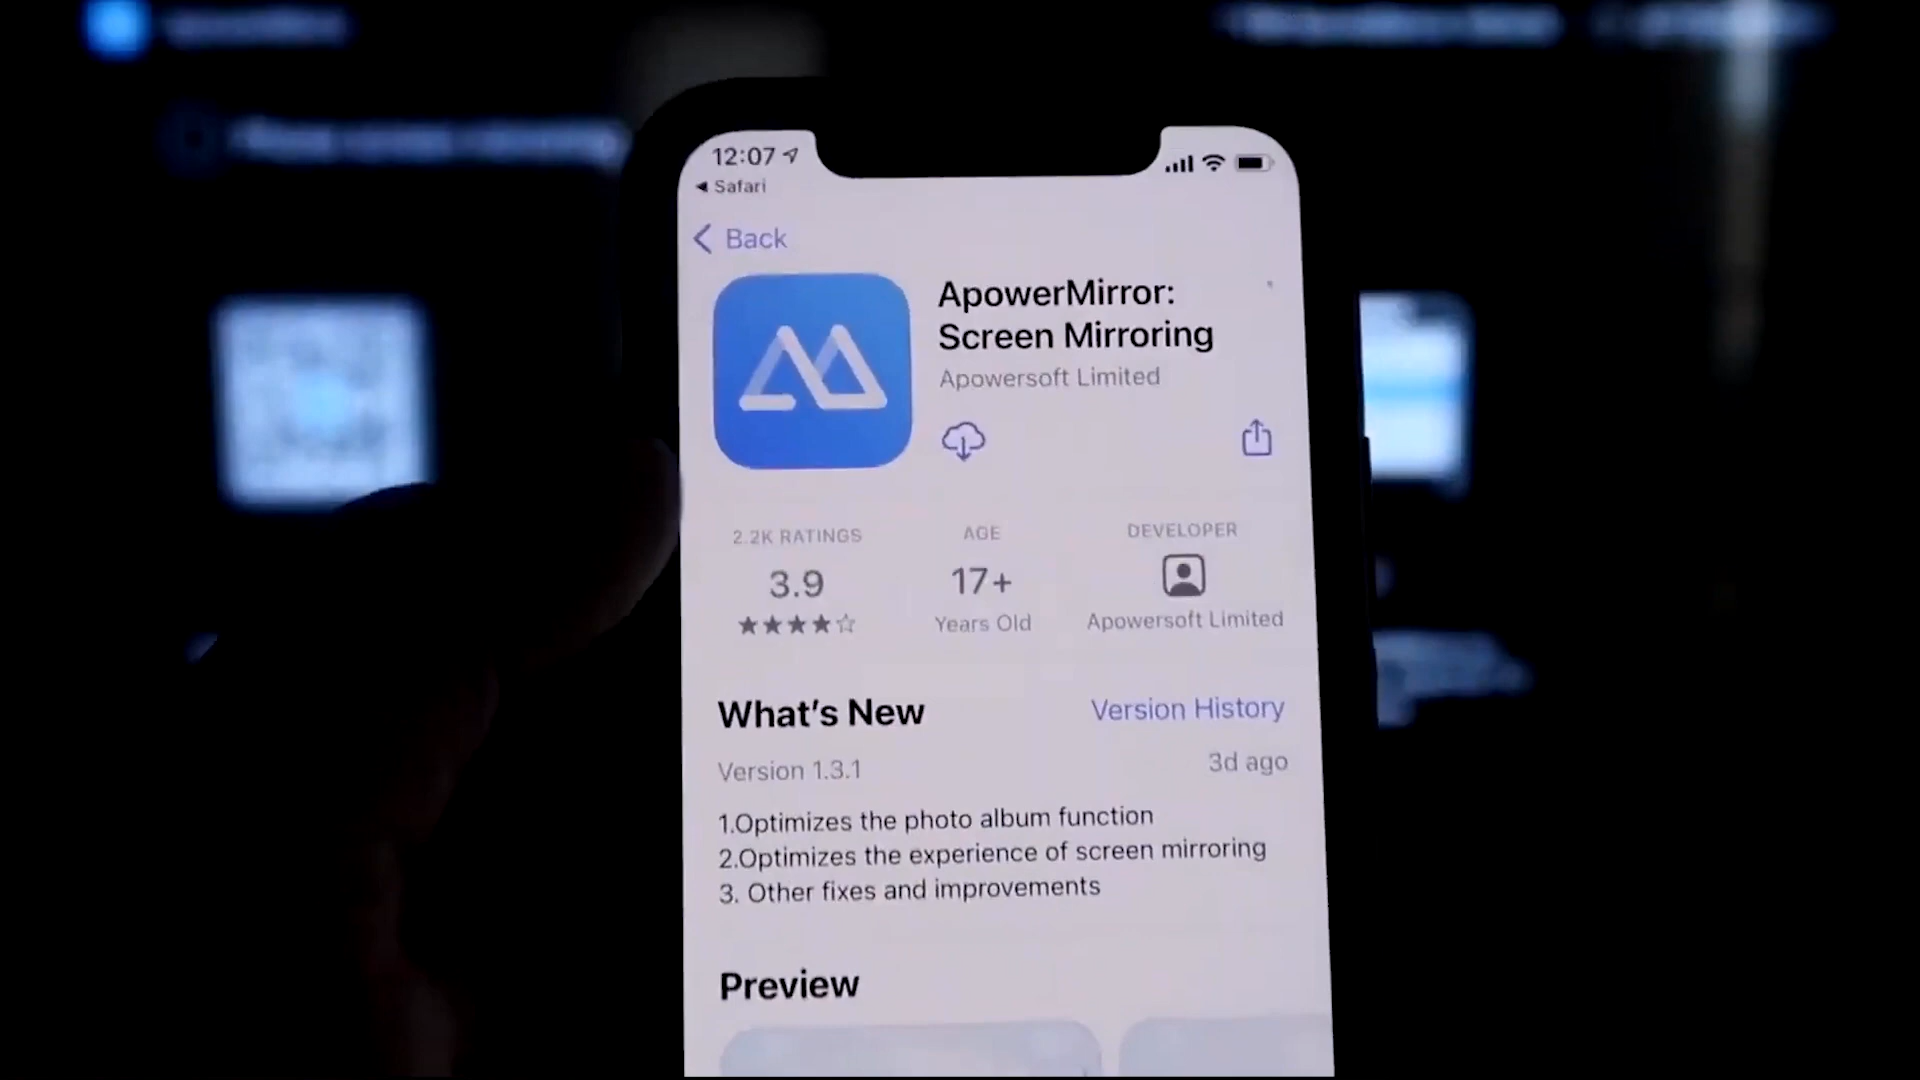 12:07
Safari
Back
ApowerMirror:
Screen Mirroring
Apowersoft Limited
2.2K RATINGS
AGE
DEVELOPER
3.9
17+
Years Old
Apowersoft Limited
What's New
Version History
Version 1.3.1
3d ago
1.Optimizes the photo album function
2.Optimizes the experience of screen mirroring
3. Other fixes and improvements
Preview